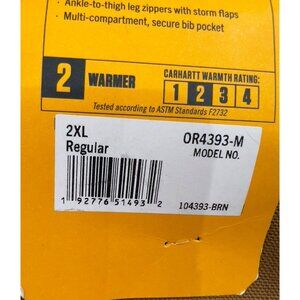 · Ankle-to-thigh leg zippers with storm flaps
· Multi-compartment, secure bib pocket
2 WARMER
CARHARTT WARMTH RATING:
1 2 3 4
Tested according to ASTM Standards F2732
2XL
Regular
OR4393-M
MODEL NO.
1 92776 51493 2
104393-BRN